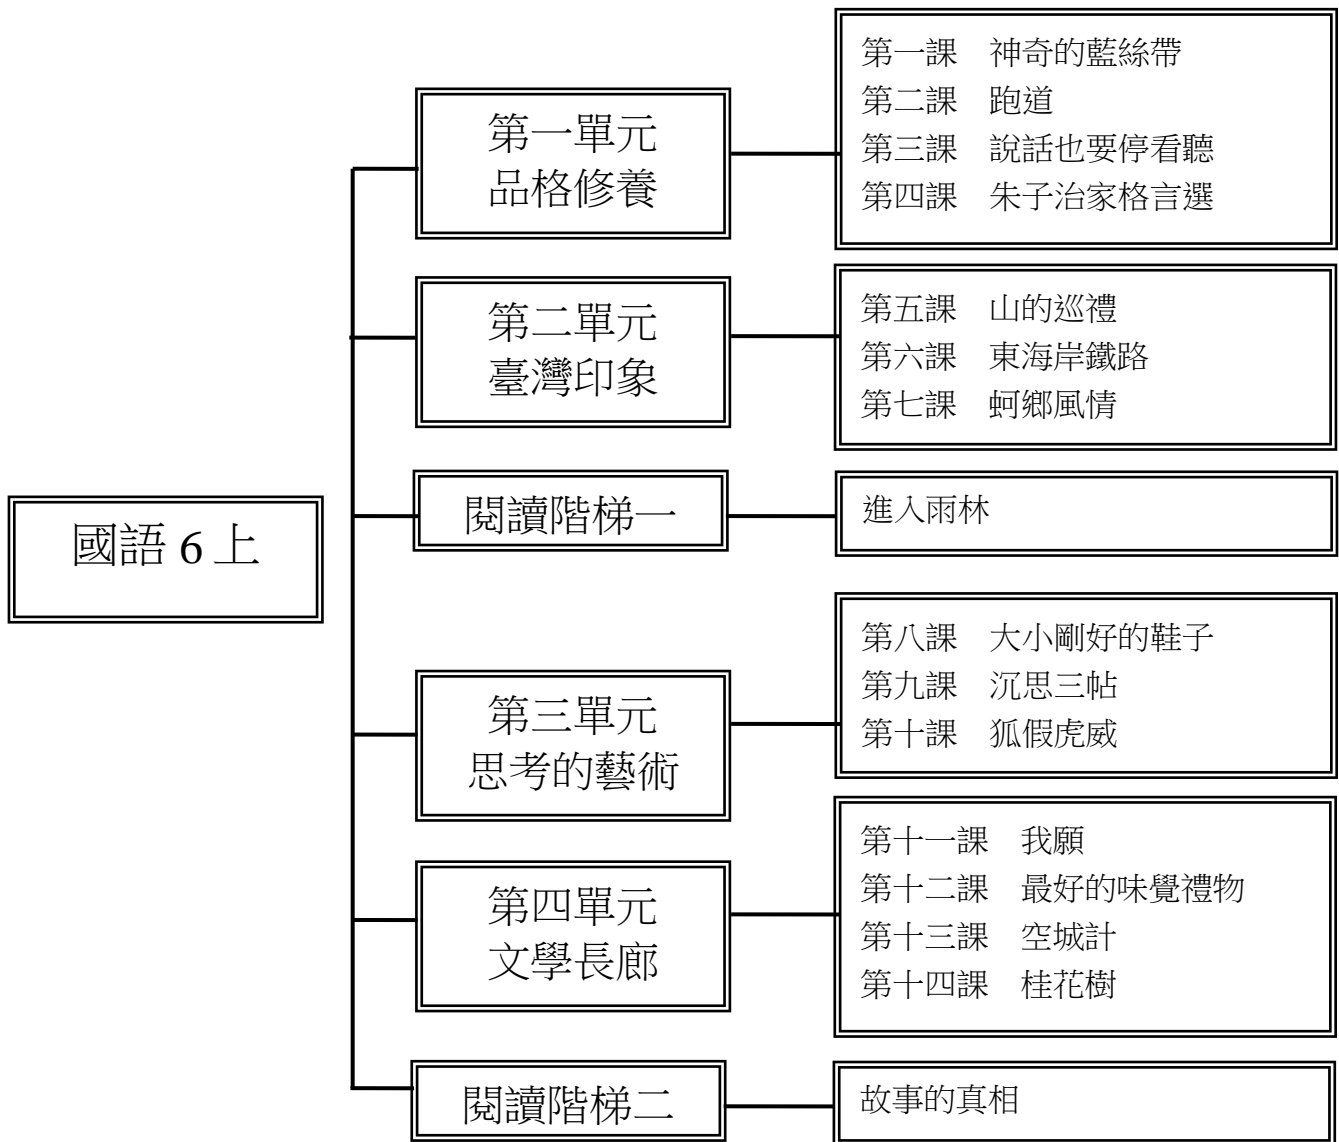 國語 6 上
第一單元
品格修養
第一課　神奇的藍絲帶
第二課　跑道
第三課　說話也要停看聽
第四課　朱子治家格言選
第二單元
臺灣印象
第五課　山的巡禮
第六課　東海岸鐵路
第七課　蚵鄉風情
閱讀階梯一
進入雨林
第三單元
思考的藝術
第八課　大小剛好的鞋子
第九課　沉思三帖
第十課　狐假虎威
第四單元
文學長廊
第十一課　我願
第十二課　最好的味覺禮物
第十三課　空城計
第十四課　桂花樹
閱讀階梯二
故事的真相